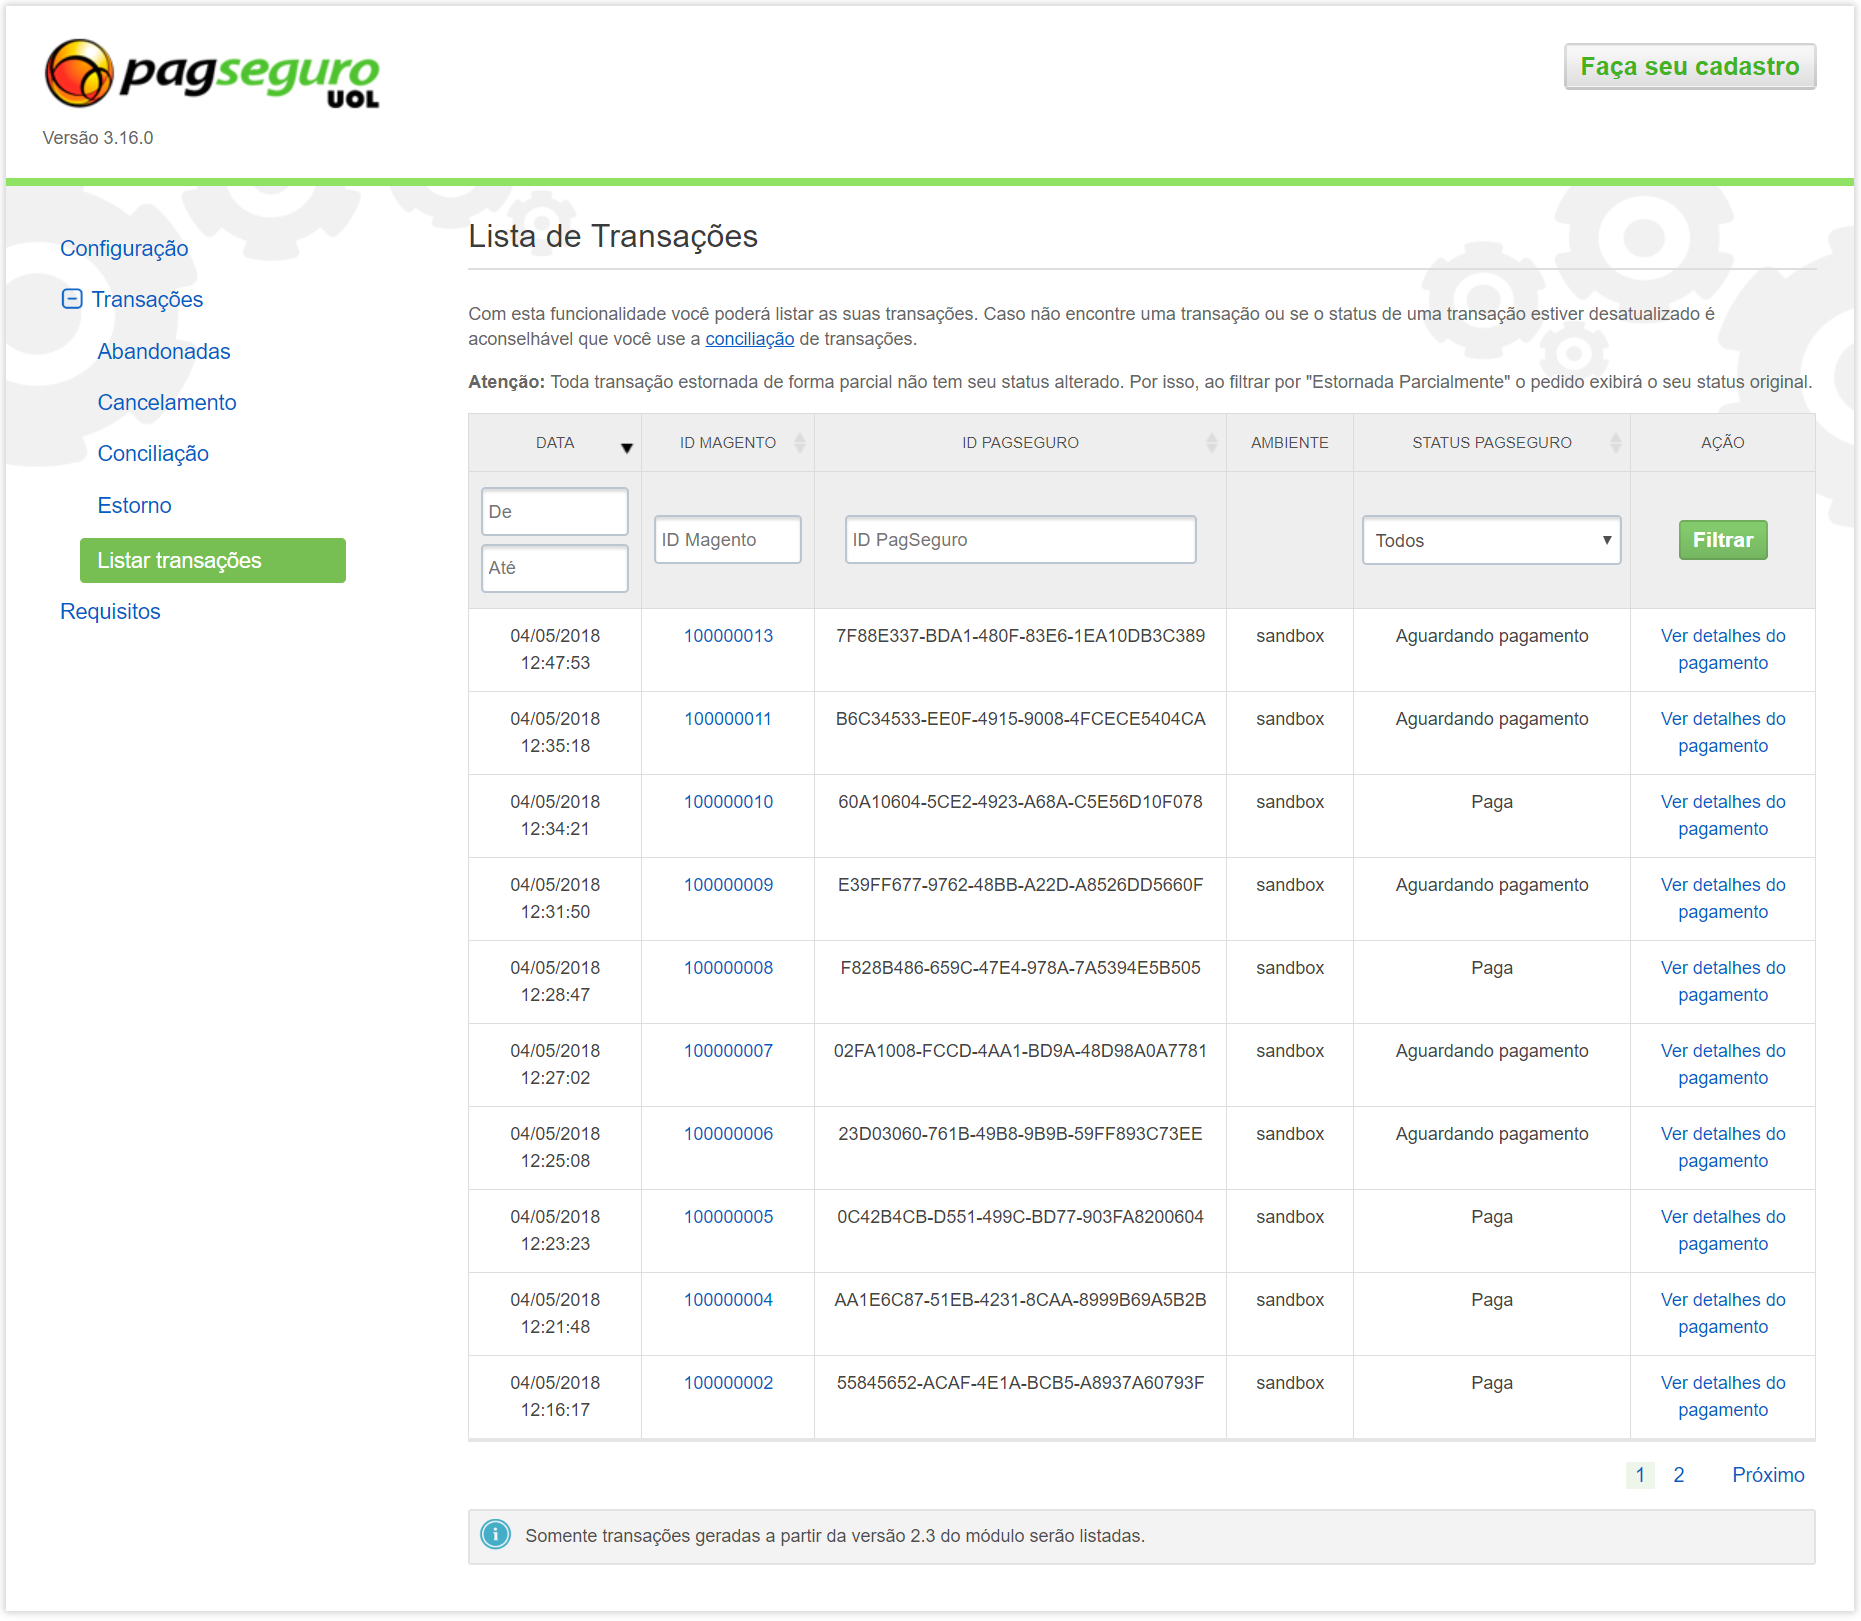 pagseguro
UOL
Faça seu cadastro
Versão 3.16.0
Configuração
Transações
Abandonadas
Cancelamento
Conciliação
Estorno
Listar transações
Requisitos
Lista de Transações
Com esta funcionalidade você poderá listar as suas transações. Caso não encontre uma transação ou se o status de uma transação estiver desatualizado é
aconselhável que você use a conciliação de transações.
Atenção: Toda transação estornada de forma parcial não tem seu status alterado. Por isso, ao filtrar por "Estornada Parcialmente" o pedido exibirá o seu status original.
DATA ID MAGENTO ID PAGSEGURO AMBIENTE STATUS PAGSEGURO AÇÃO
De
ID Magento ID PagSeguro Todos Filtrar
Até
04/05/2018 100000013 7F88E337-BDA1-480F-83E6-1EA10DB3C389 sandbox Aguardando pagamento Ver detalhes do
12:47:53 pagamento
04/05/2018 100000011 B6C34533-EE0F-4915-9008-4FCECE5404CA sandbox Aguardando pagamento Ver detalhes do
12:35:18 pagamento
04/05/2018 100000010 60A10604-5CE2-4923-A68A-C5E56D10F078 sandbox Paga Ver detalhes do
12:34:21 pagamento
04/05/2018 100000009 E39FF677-9762-48BB-A22D-A8526DD5660F sandbox Aguardando pagamento Ver detalhes do
12:31:50 pagamento
04/05/2018 100000008 F828B486-659C-47E4-978A-7A5394E5B505 sandbox Paga Ver detalhes do
12:28:47 pagamento
04/05/2018 100000007 02FA1008-FCCD-4AA1-BD9A-48D98A0A7781 sandbox Aguardando pagamento Ver detalhes do
12:27:02 pagamento
04/05/2018 100000006 23D03060-761B-49B8-9B9B-59FF893C73EE sandbox Aguardando pagamento Ver detalhes do
12:25:08 pagamento
04/05/2018 100000005 0C42B4CB-D551-499C-BD77-903FA8200604 sandbox Paga Ver detalhes do
12:23:23 pagamento
04/05/2018 100000004 AA1E6C87-51EB-4231-8CAA-8999B69A5B2B sandbox Paga Ver detalhes do
12:21:48 pagamento
04/05/2018 100000002 55845652-ACAF-4E1A-BCB5-A8937A60793F sandbox Paga Ver detalhes do
12:16:17 pagamento
1 2 Próximo
Somente transações geradas a partir da versão 2.3 do módulo serão listadas.